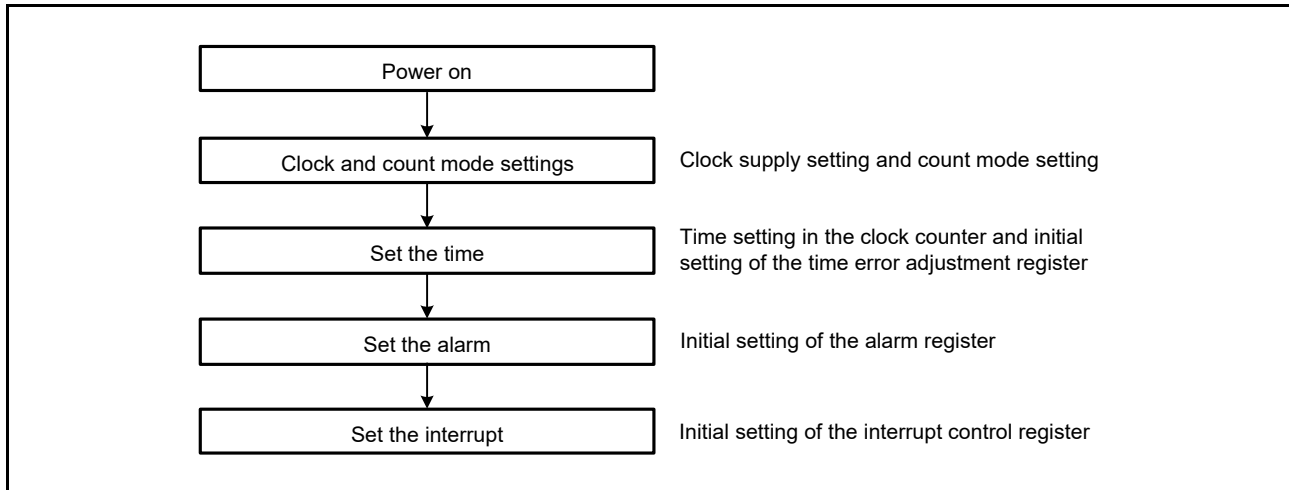 Power on
Clock and count mode settings
Clock supply setting and count mode setting
Set the time
Time setting in the clock counter and initial
setting of the time error adjustment register
Set the alarm
Initial setting of the alarm register
Set the interrupt
Initial setting of the interrupt control register